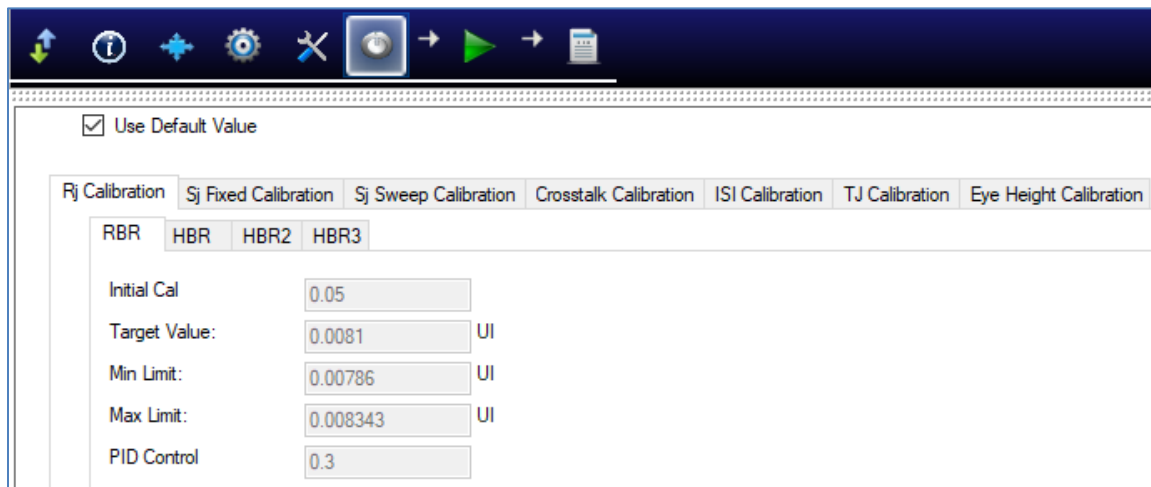 Use Default Value
Rj Calibration Sj Fixed Calibration Sj Sweep Calibration Crosstalk Calibration ISI Calibration TJ Calibration Eye Height Calibration
RBR HBR HBR2 HBR3
Initial Cal 0.05
Target Value: 0.0081 UI
Min Limit: 0.00786 UI
Max Limit: 0.008343 UI
PID Control 0.3